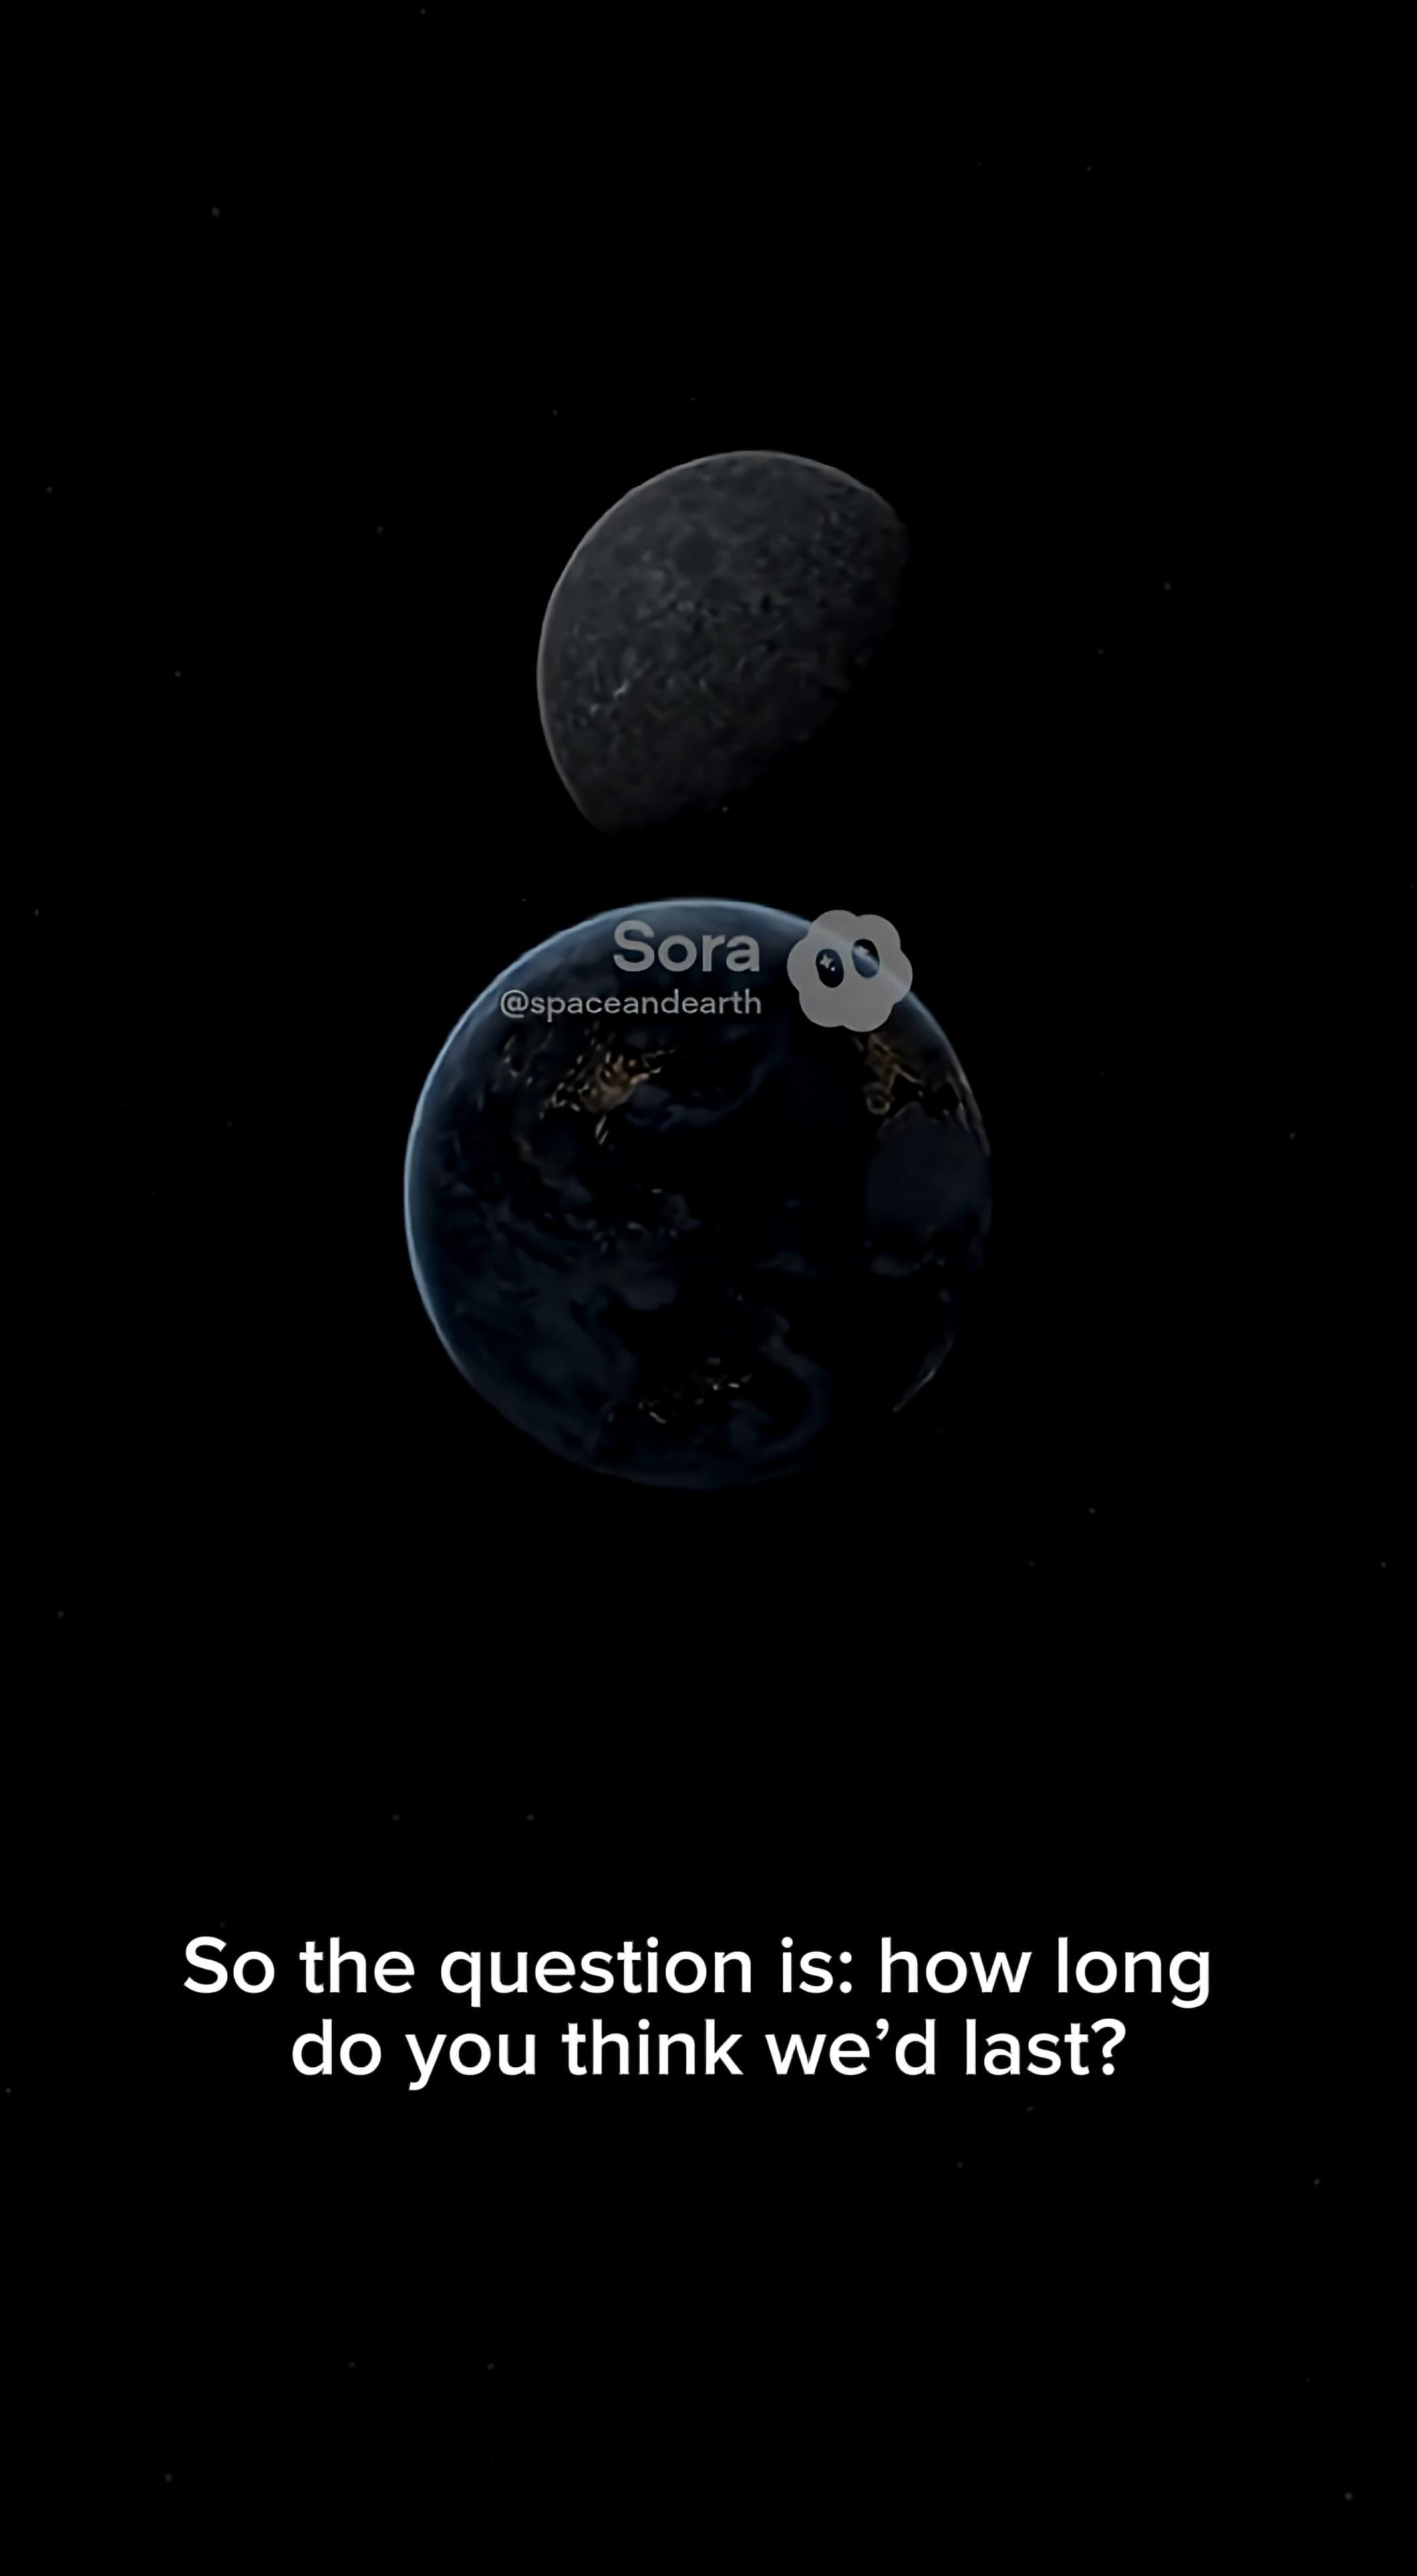 Sora
@spaceandearth
So the question is: how long
do you think we’d last?